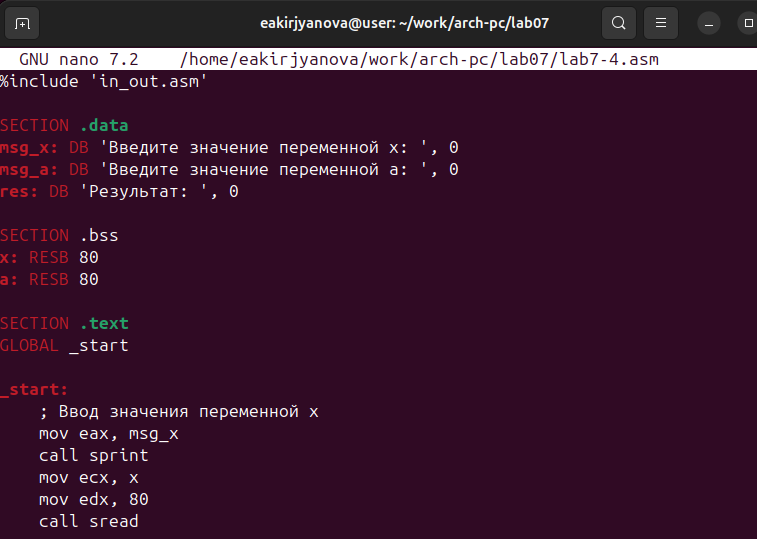 eakirjyanova@user: ~/work/arch-pc/lab07
GNU nano 7.2    /home/eakirjyanova/work/arch-pc/lab07/lab7-4.asm
%include 'in_out.asm'

SECTION .data
msg_x: DB 'Введите значение переменной x: ', 0
msg_a: DB 'Введите значение переменной a: ', 0
res: DB 'Результат: ', 0

SECTION .bss
x: RESB 80
a: RESB 80

SECTION .text
GLOBAL _start

_start:
    ; Ввод значения переменной x
    mov eax, msg_x
    call sprint
    mov ecx, x
    mov edx, 80
    call sread